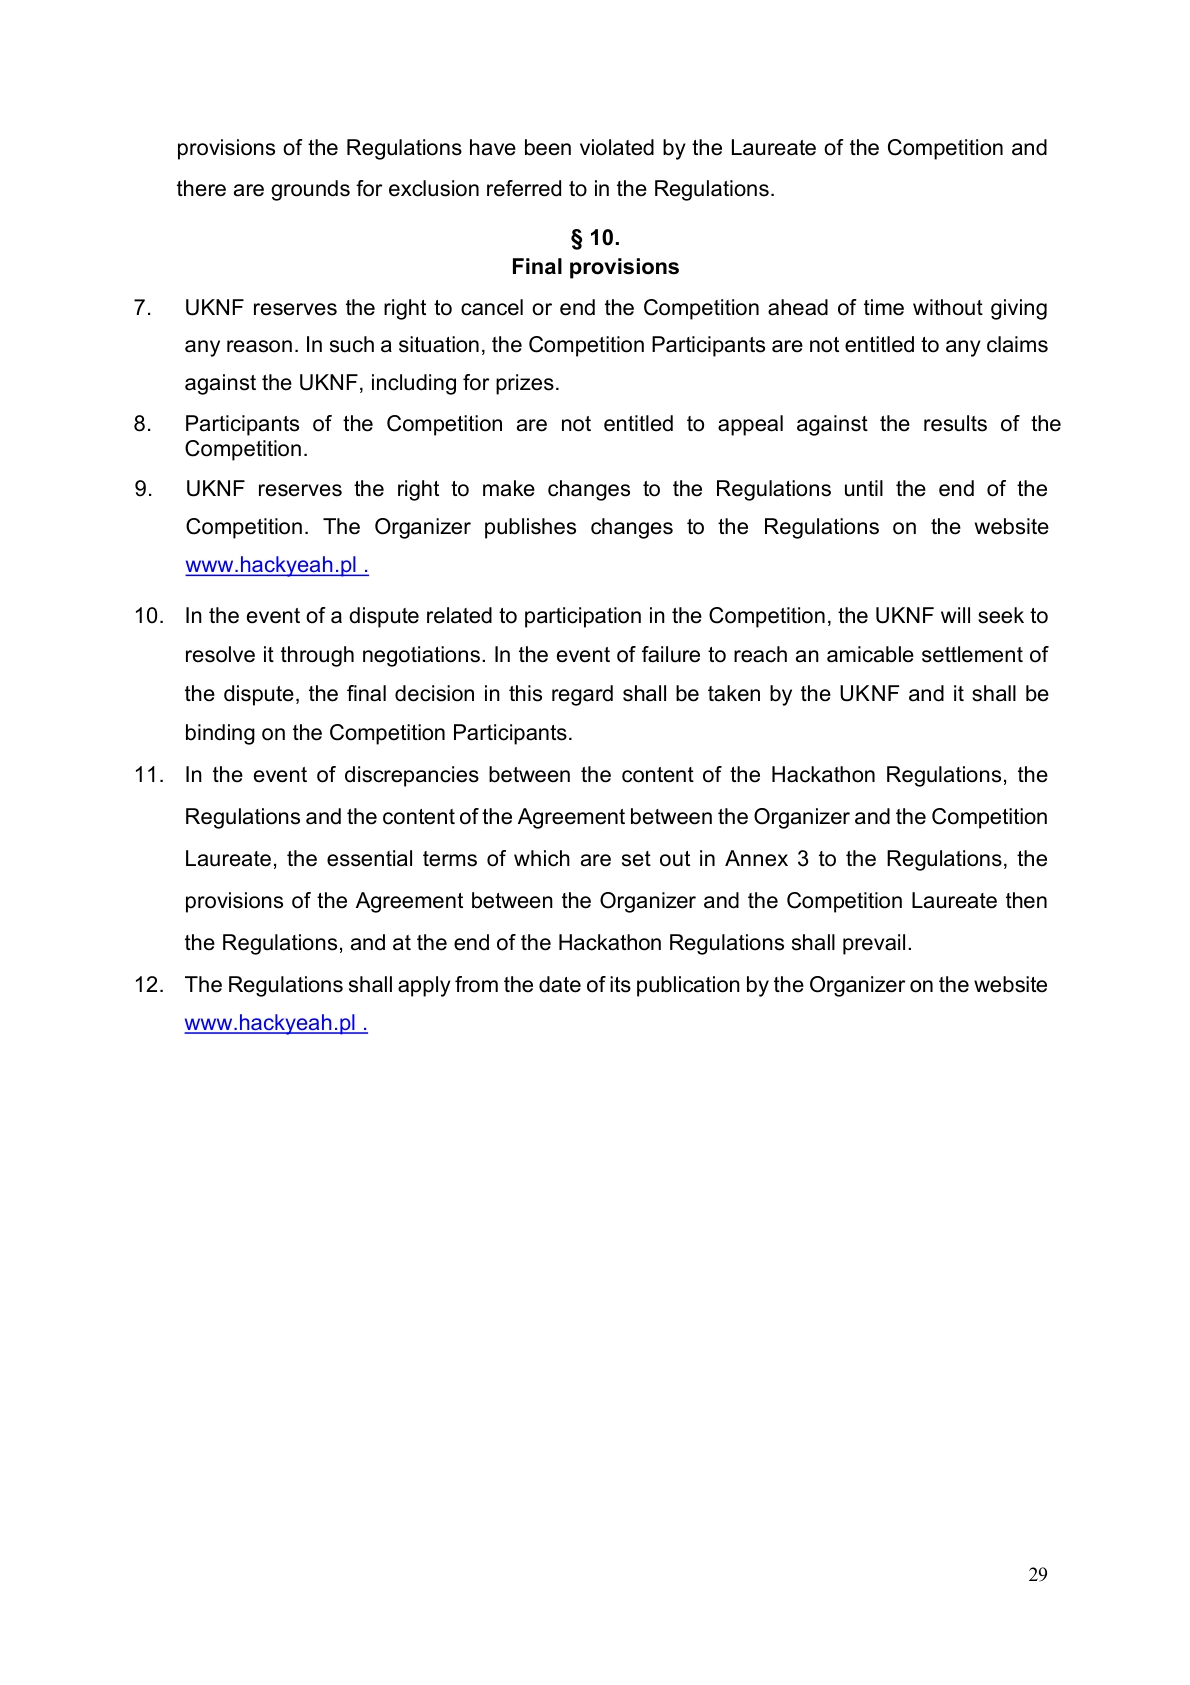 provisions of the Regulations have been violated by the Laureate of the Competition and
there are grounds for exclusion referred to in the Regulations.
§ 10.
Final provisions
7. UKNF reserves the right to cancel or end the Competition ahead of time without giving
any reason. In such a situation, the Competition Participants are not entitled to any claims
against the UKNF, including for prizes.
8. Participants of the Competition are not entitled to appeal against the results of the
Competition.
9. UKNF reserves the right to make changes to the Regulations until the end of the
Competition. The Organizer publishes changes to the Regulations on the website
www.hackyeah.pl .
10. In the event of a dispute related to participation in the Competition, the UKNF will seek to
resolve it through negotiations. In the event of failure to reach an amicable settlement of
the dispute, the final decision in this regard shall be taken by the UKNF and it shall be
binding on the Competition Participants.
11. In the event of discrepancies between the content of the Hackathon Regulations, the
Regulations and the content of the Agreement between the Organizer and the Competition
Laureate, the essential terms of which are set out in Annex 3 to the Regulations, the
provisions of the Agreement between the Organizer and the Competition Laureate then
the Regulations, and at the end of the Hackathon Regulations shall prevail.
12. The Regulations shall apply from the date of its publication by the Organizer on the website
www.hackyeah.pl .
29